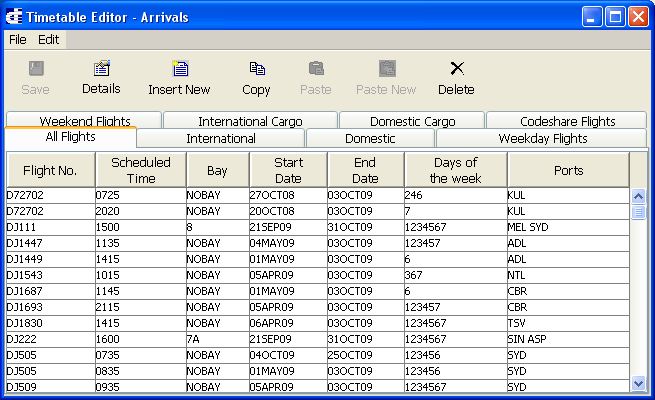 Timetable Editor - Arrivals
File Edit
Save Details Insert New Copy Paste Paste New Delete
Weekend Flights International Cargo Domestic Cargo Codeshare Flights
All Flights International Domestic Weekday Flights
Flight No. Scheduled Time Bay Start Date End Date Days of the week Ports
D72702 0725 NOBAY 27OCT08 03OCT09 246 KUL
D72702 2020 NOBAY 20OCT08 03OCT09 7 KUL
DJ111 1500 8 21SEP09 31OCT09 1234567 MEL SYD
DJ1447 1135 NOBAY 04MAY09 03OCT09 123457 ADL
DJ1449 1415 NOBAY 01MAY09 03OCT09 6 ADL
DJ1543 1015 NOBAY 05APR09 03OCT09 367 NTL
DJ1687 1145 NOBAY 01MAY09 03OCT09 6 CBR
DJ1693 2115 NOBAY 05APR09 03OCT09 123457 CBR
DJ1830 1415 NOBAY 06APR09 03OCT09 1234567 TSV
DJ222 1600 7A 21SEP09 31OCT09 1234567 SIN ASP
DJ505 0735 NOBAY 04OCT09 25OCT09 123456 SYD
DJ505 0835 NOBAY 01MAY09 03OCT09 123456 SYD
DJ509 0935 NOBAY 05APR09 03OCT09 1234567 SYD